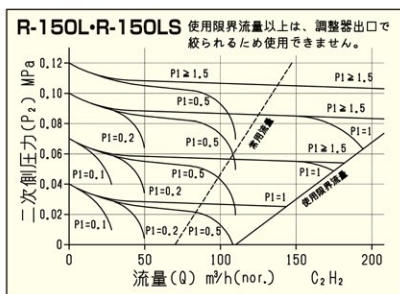 R-150L・R-150LS 使用限界流量以上は、調整器出口で
絞られるため使用できません。
二次側圧力(P₂) MPa
0.12
0.10
0.08
0.06
0.04
0.02
0
P1≧1.5
P1=0.5
P1≧1.5
P1=0.2
P1=0.5
P1≧1.5
P1=1
P1=0.1
P1=0.2
P1=0.5
P1≧1.5
P1=1
P1=0.1
P1=0.2
P1=0.5
P1=1
常用流量
使用限界流量
0 50 100 150 200
流量(Q) m³/h(nor.) C₂H₂